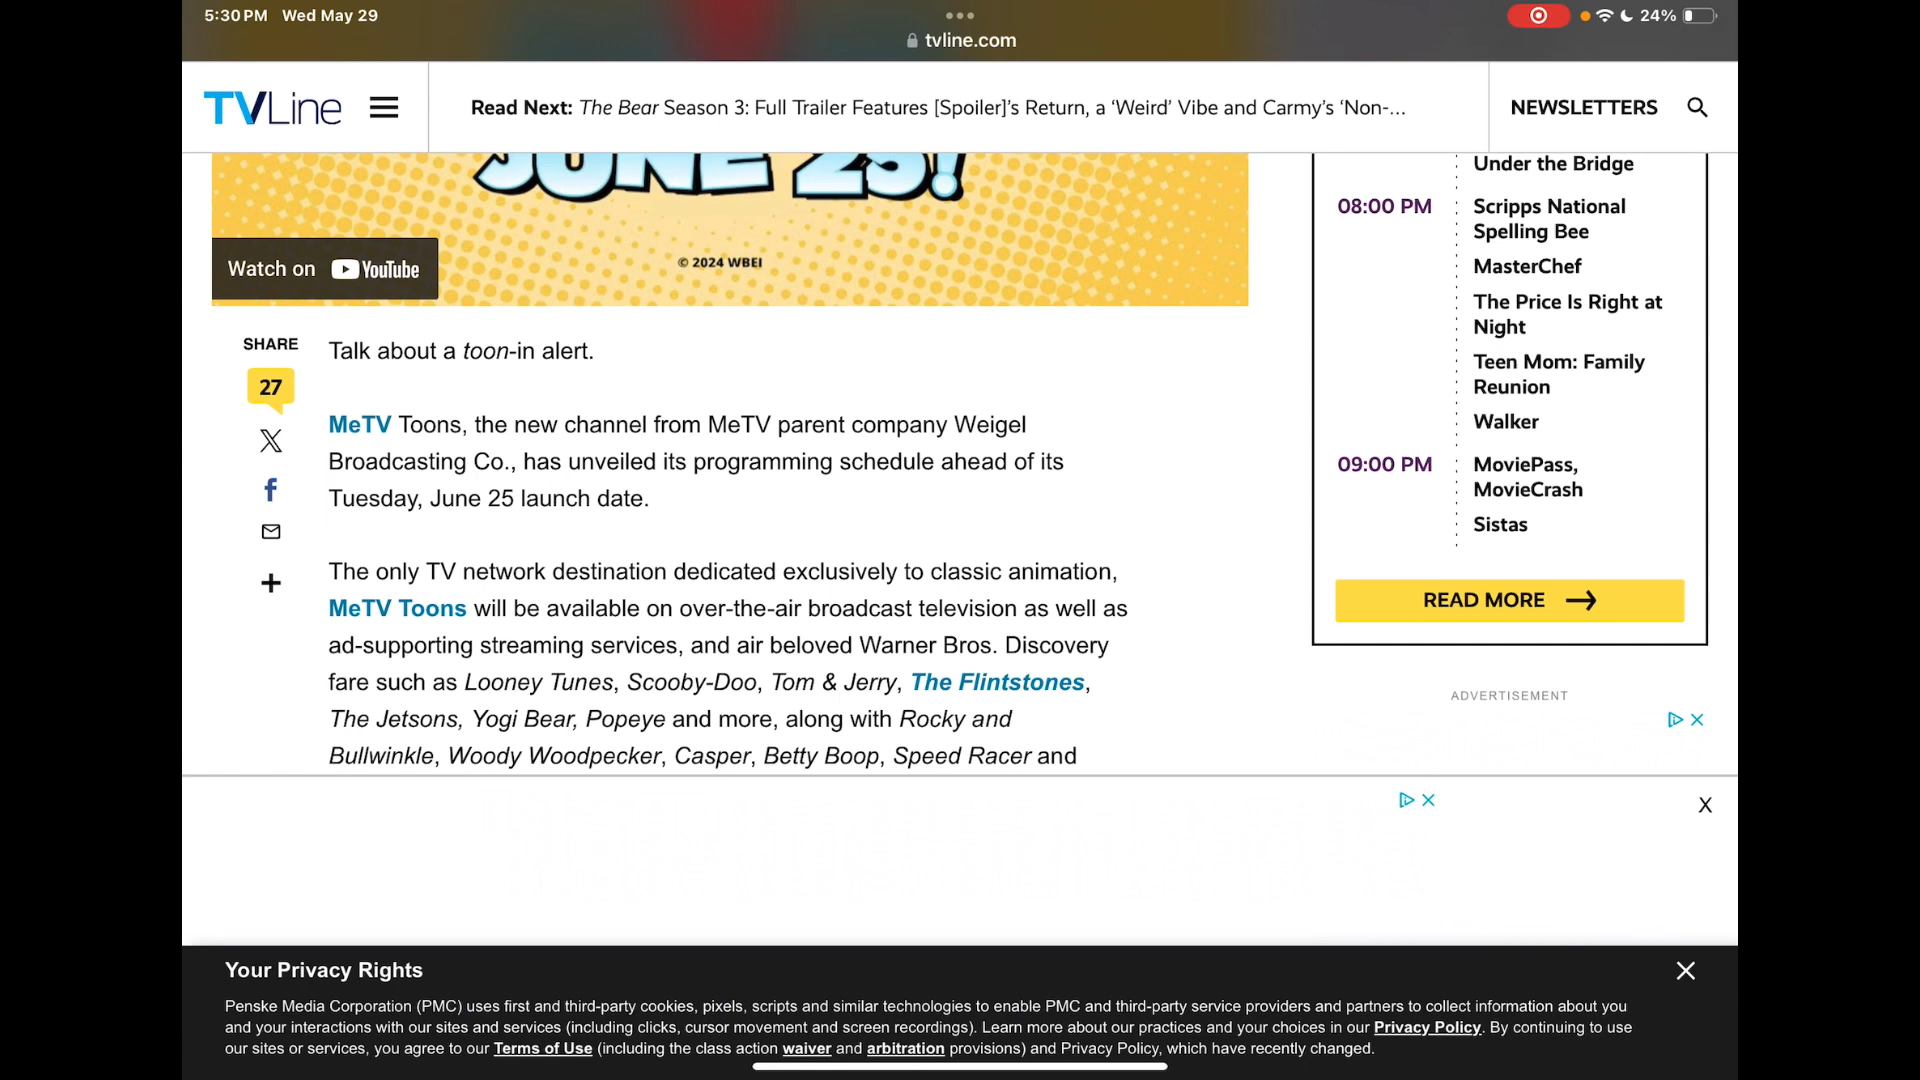 5:30 PM Wed May 29
24%
tvline.com
TVLine
Read Next: The Bear Season 3: Full Trailer Features [Spoiler]’s Return, a ‘Weird’ Vibe and Carmy’s ‘Non-...
NEWSLETTERS
JUNE 25!
© 2024 WBEI
Watch on YouTube
SHARE
27
Talk about a toon-in alert.
MeTV Toons, the new channel from MeTV parent company Weigel
Broadcasting Co., has unveiled its programming schedule ahead of its
Tuesday, June 25 launch date.
The only TV network destination dedicated exclusively to classic animation,
MeTV Toons will be available on over-the-air broadcast television as well as
ad-supporting streaming services, and air beloved Warner Bros. Discovery
fare such as Looney Tunes, Scooby-Doo, Tom & Jerry, The Flintstones,
The Jetsons, Yogi Bear, Popeye and more, along with Rocky and
Bullwinkle, Woody Woodpecker, Casper, Betty Boop, Speed Racer and
Under the Bridge
08:00 PM
Scripps National
Spelling Bee
MasterChef
The Price Is Right at
Night
Teen Mom: Family
Reunion
Walker
09:00 PM
MoviePass,
MovieCrash
Sistas
READ MORE
ADVERTISEMENT
X
Your Privacy Rights
Penske Media Corporation (PMC) uses first and third-party cookies, pixels, scripts and similar technologies to enable PMC and third-party service providers and partners to collect information about you
and your interactions with our sites and services (including clicks, cursor movement and screen recordings). Learn more about our practices and your choices in our Privacy Policy. By continuing to use
our sites or services, you agree to our Terms of Use (including the class action waiver and arbitration provisions) and Privacy Policy, which have recently changed.